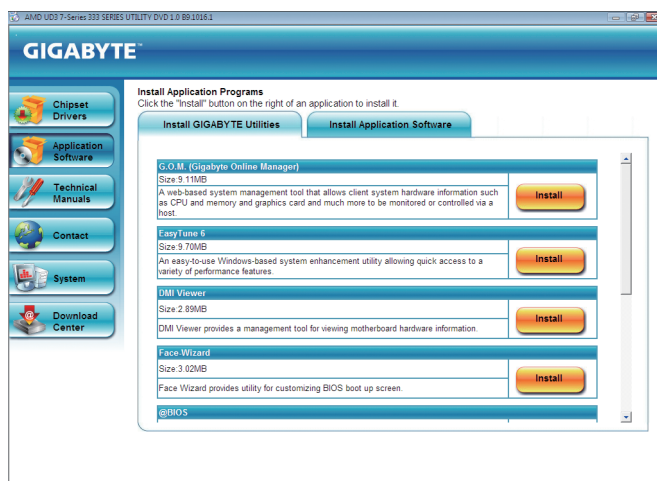 AMD UD3 7-Series 333 SERIES UTILITY DVD 1.0 B9.1016.1
GIGABYTE™
Chipset
Drivers
Application
Software
Technical
Manuals
Contact
System
Download
Center
Install Application Programs
Click the "Install" button on the right of an application to install it.
Install GIGABYTE Utilities
Install Application Software
G.O.M. (Gigabyte Online Manager)
Size:9.11MB
A web-based system management tool that allows client system hardware information such
as CPU and memory and graphics card and much more to be monitored or controlled via a
host.
Install
EasyTune 6
Size:9.70MB
An easy-to-use Windows-based system enhancement utility allowing quick access to a
variety of performance features.
Install
DMI Viewer
Size:2.89MB
DMI Viewer provides a management tool for viewing motherboard hardware information.
Install
Face-Wizard
Size:3.02MB
Face Wizard provides utility for customizing BIOS boot up screen.
Install
@BIOS